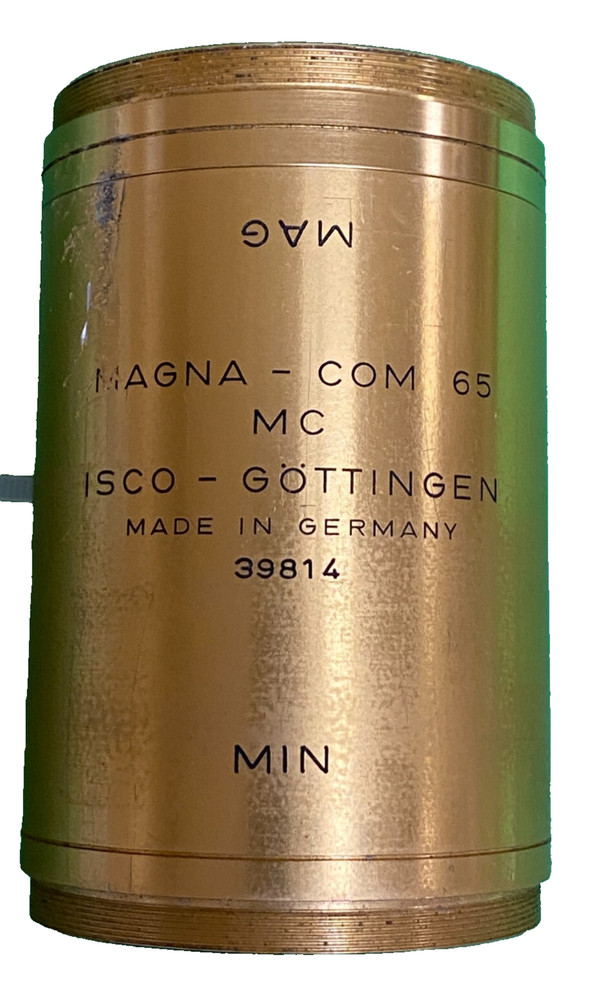 MAG
MAGNA - COM 65
MC
ISCO - GÖTTINGEN
MADE IN GERMANY
39814
MIN